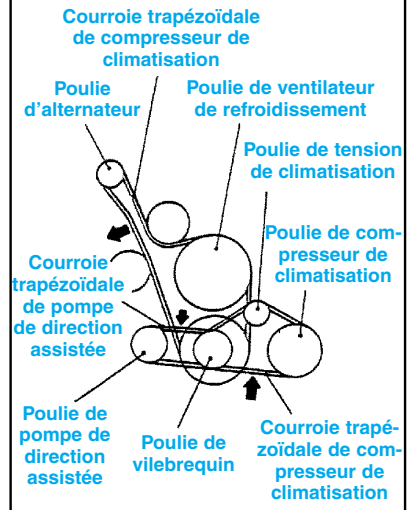 Courroie trapézoïdale
de compresseur de
climatisation
Poulie
d'alternateur
Poulie de ventilateur
de refroidissement
Poulie de tension
de climatisation
Poulie de com-
presseur de
climatisation
Courroie
trapézoïdale
de pompe
de direction
assistée
Poulie de
pompe de
direction
assistée
Poulie de
vilebrequin
Courroie trapé-
zoïdale de com-
presseur de
climatisation